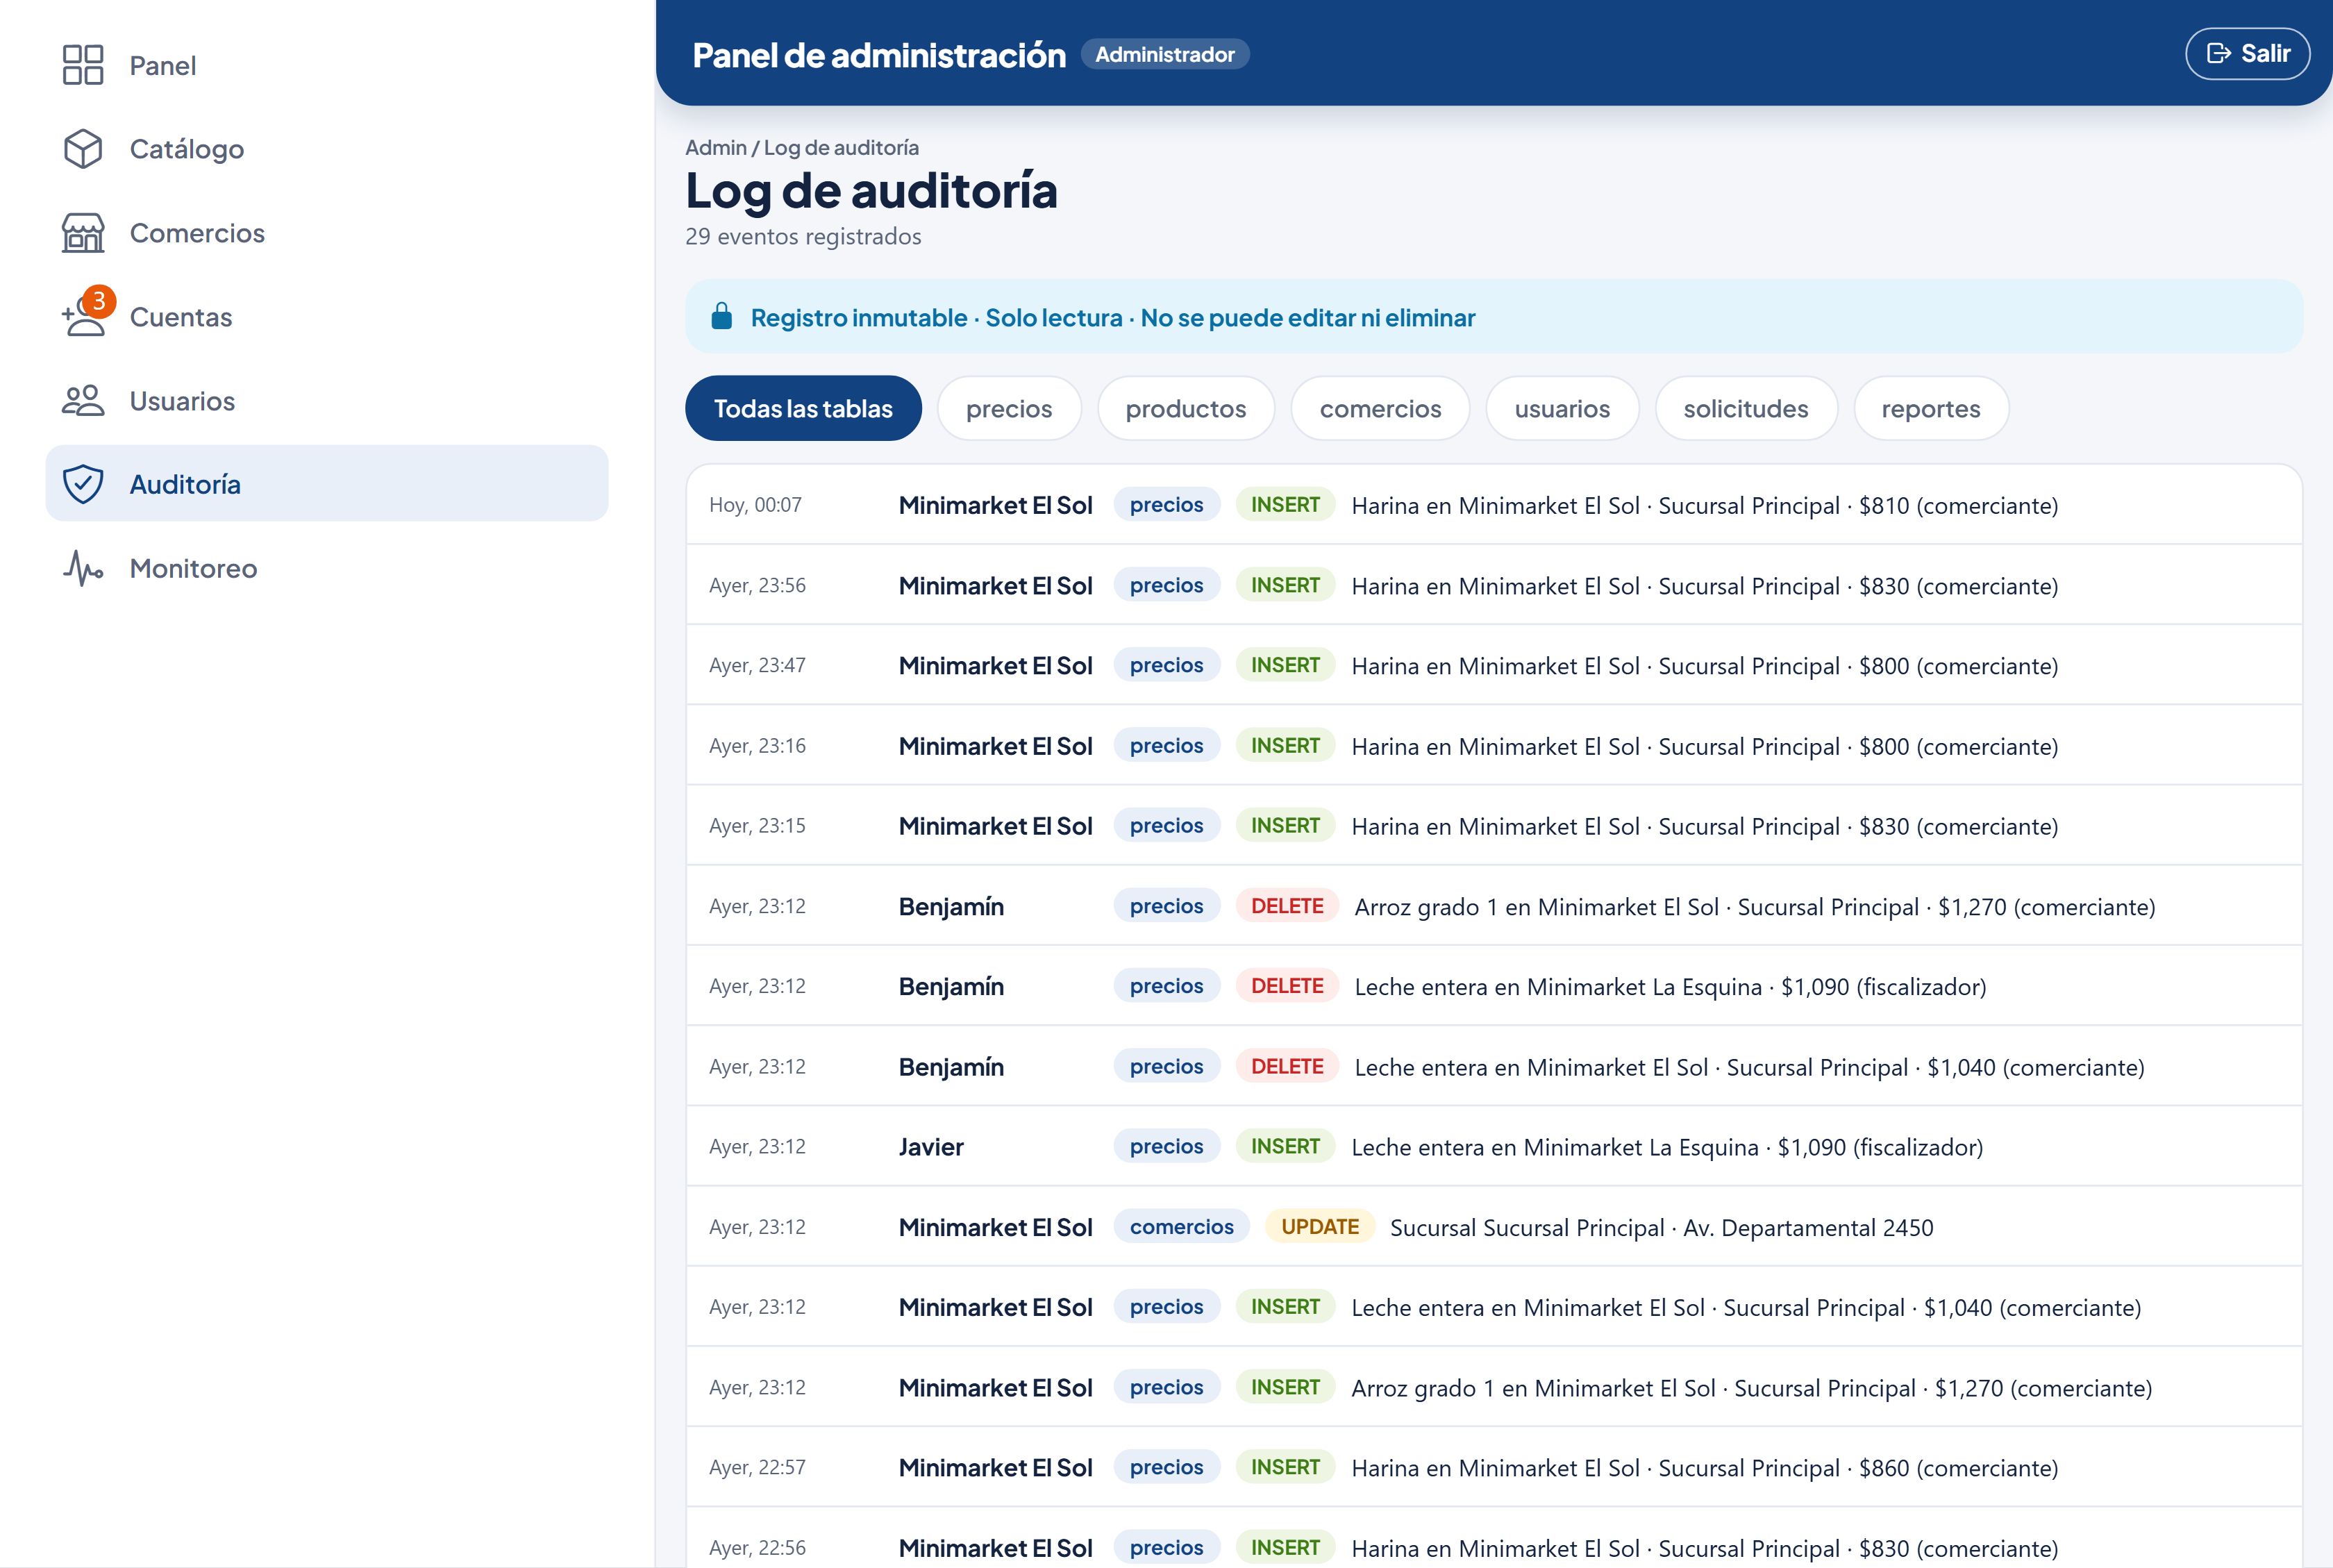 Panel
Catálogo
Comercios
3
Cuentas
Usuarios
Auditoría
Monitoreo
Panel de administración Administrador Salir
Admin / Log de auditoría
Log de auditoría
29 eventos registrados
Registro inmutable · Solo lectura · No se puede editar ni eliminar
Todas las tablas precios productos comercios usuarios solicitudes reportes
Hoy, 00:07 Minimarket El Sol precios INSERT Harina en Minimarket El Sol · Sucursal Principal · $810 (comerciante)
Ayer, 23:56 Minimarket El Sol precios INSERT Harina en Minimarket El Sol · Sucursal Principal · $830 (comerciante)
Ayer, 23:47 Minimarket El Sol precios INSERT Harina en Minimarket El Sol · Sucursal Principal · $800 (comerciante)
Ayer, 23:16 Minimarket El Sol precios INSERT Harina en Minimarket El Sol · Sucursal Principal · $800 (comerciante)
Ayer, 23:15 Minimarket El Sol precios INSERT Harina en Minimarket El Sol · Sucursal Principal · $830 (comerciante)
Ayer, 23:12 Benjamín precios DELETE Arroz grado 1 en Minimarket El Sol · Sucursal Principal · $1,270 (comerciante)
Ayer, 23:12 Benjamín precios DELETE Leche entera en Minimarket La Esquina · $1,090 (fiscalizador)
Ayer, 23:12 Benjamín precios DELETE Leche entera en Minimarket El Sol · Sucursal Principal · $1,040 (comerciante)
Ayer, 23:12 Javier precios INSERT Leche entera en Minimarket La Esquina · $1,090 (fiscalizador)
Ayer, 23:12 Minimarket El Sol comercios UPDATE Sucursal Sucursal Principal · Av. Departamental 2450
Ayer, 23:12 Minimarket El Sol precios INSERT Leche entera en Minimarket El Sol · Sucursal Principal · $1,040 (comerciante)
Ayer, 23:12 Minimarket El Sol precios INSERT Arroz grado 1 en Minimarket El Sol · Sucursal Principal · $1,270 (comerciante)
Ayer, 22:57 Minimarket El Sol precios INSERT Harina en Minimarket El Sol · Sucursal Principal · $860 (comerciante)
Ayer, 22:56 Minimarket El Sol precios INSERT Harina en Minimarket El Sol · Sucursal Principal · $830 (comerciante)